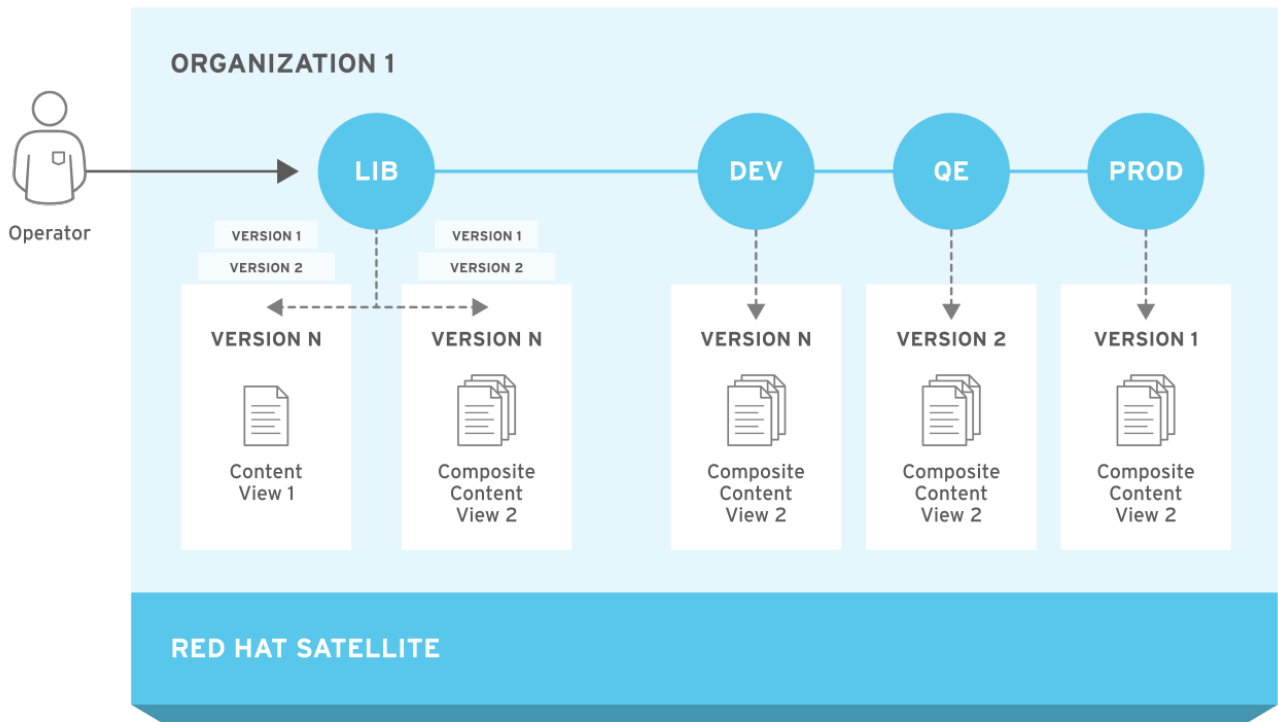 ORGANIZATION 1
Operator
LIB
DEV
QE
PROD
VERSION 1
VERSION 2
VERSION N
Content
View 1
VERSION 1
VERSION 2
VERSION N
Composite
Content
View 2
VERSION N
Composite
Content
View 2
VERSION 2
Composite
Content
View 2
VERSION 1
Composite
Content
View 2
RED HAT SATELLITE